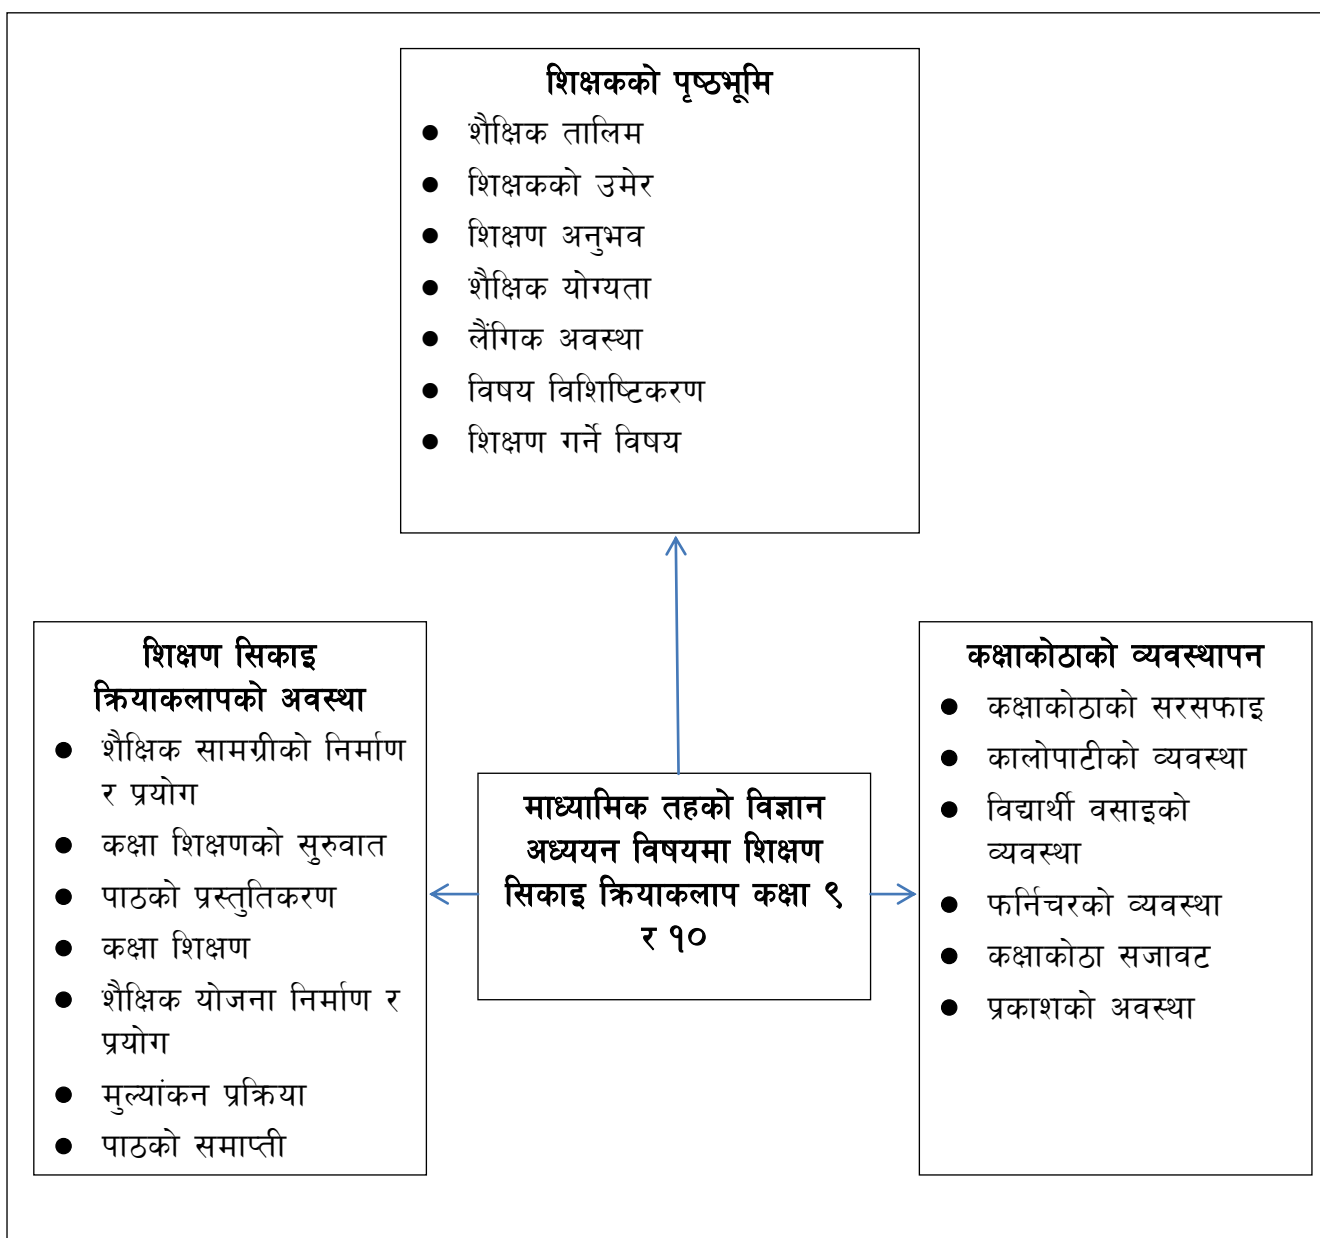 शिक्षकको पृष्ठभूमि
● शैक्षिक तालिम
● शिक्षकको उमेर
● शिक्षण अनुभव
● शैक्षिक योग्यता
● लैंगिक अवस्था
● विषय विशिष्टिकरण
● शिक्षण गर्ने विषय
शिक्षण सिकाइ
क्रियाकलापको अवस्था
● शैक्षिक सामग्रीको निर्माण
र प्रयोग
● कक्षा शिक्षणको सुरुवात
● पाठको प्रस्तुतिकरण
● कक्षा शिक्षण
● शैक्षिक योजना निर्माण र
प्रयोग
● मुल्यांकन प्रक्रिया
● पाठको समाप्ती
माध्यामिक तहको विज्ञान
अध्ययन विषयमा शिक्षण
सिकाइ क्रियाकलाप कक्षा ९
र १०
कक्षाकोठाको व्यवस्थापन
● कक्षाकोठाको सरसफाइ
● कालोपाटीको व्यवस्था
● विद्यार्थी वसाइको
व्यवस्था
● फर्निचरको व्यवस्था
● कक्षाकोठा सजावट
● प्रकाशको अवस्था